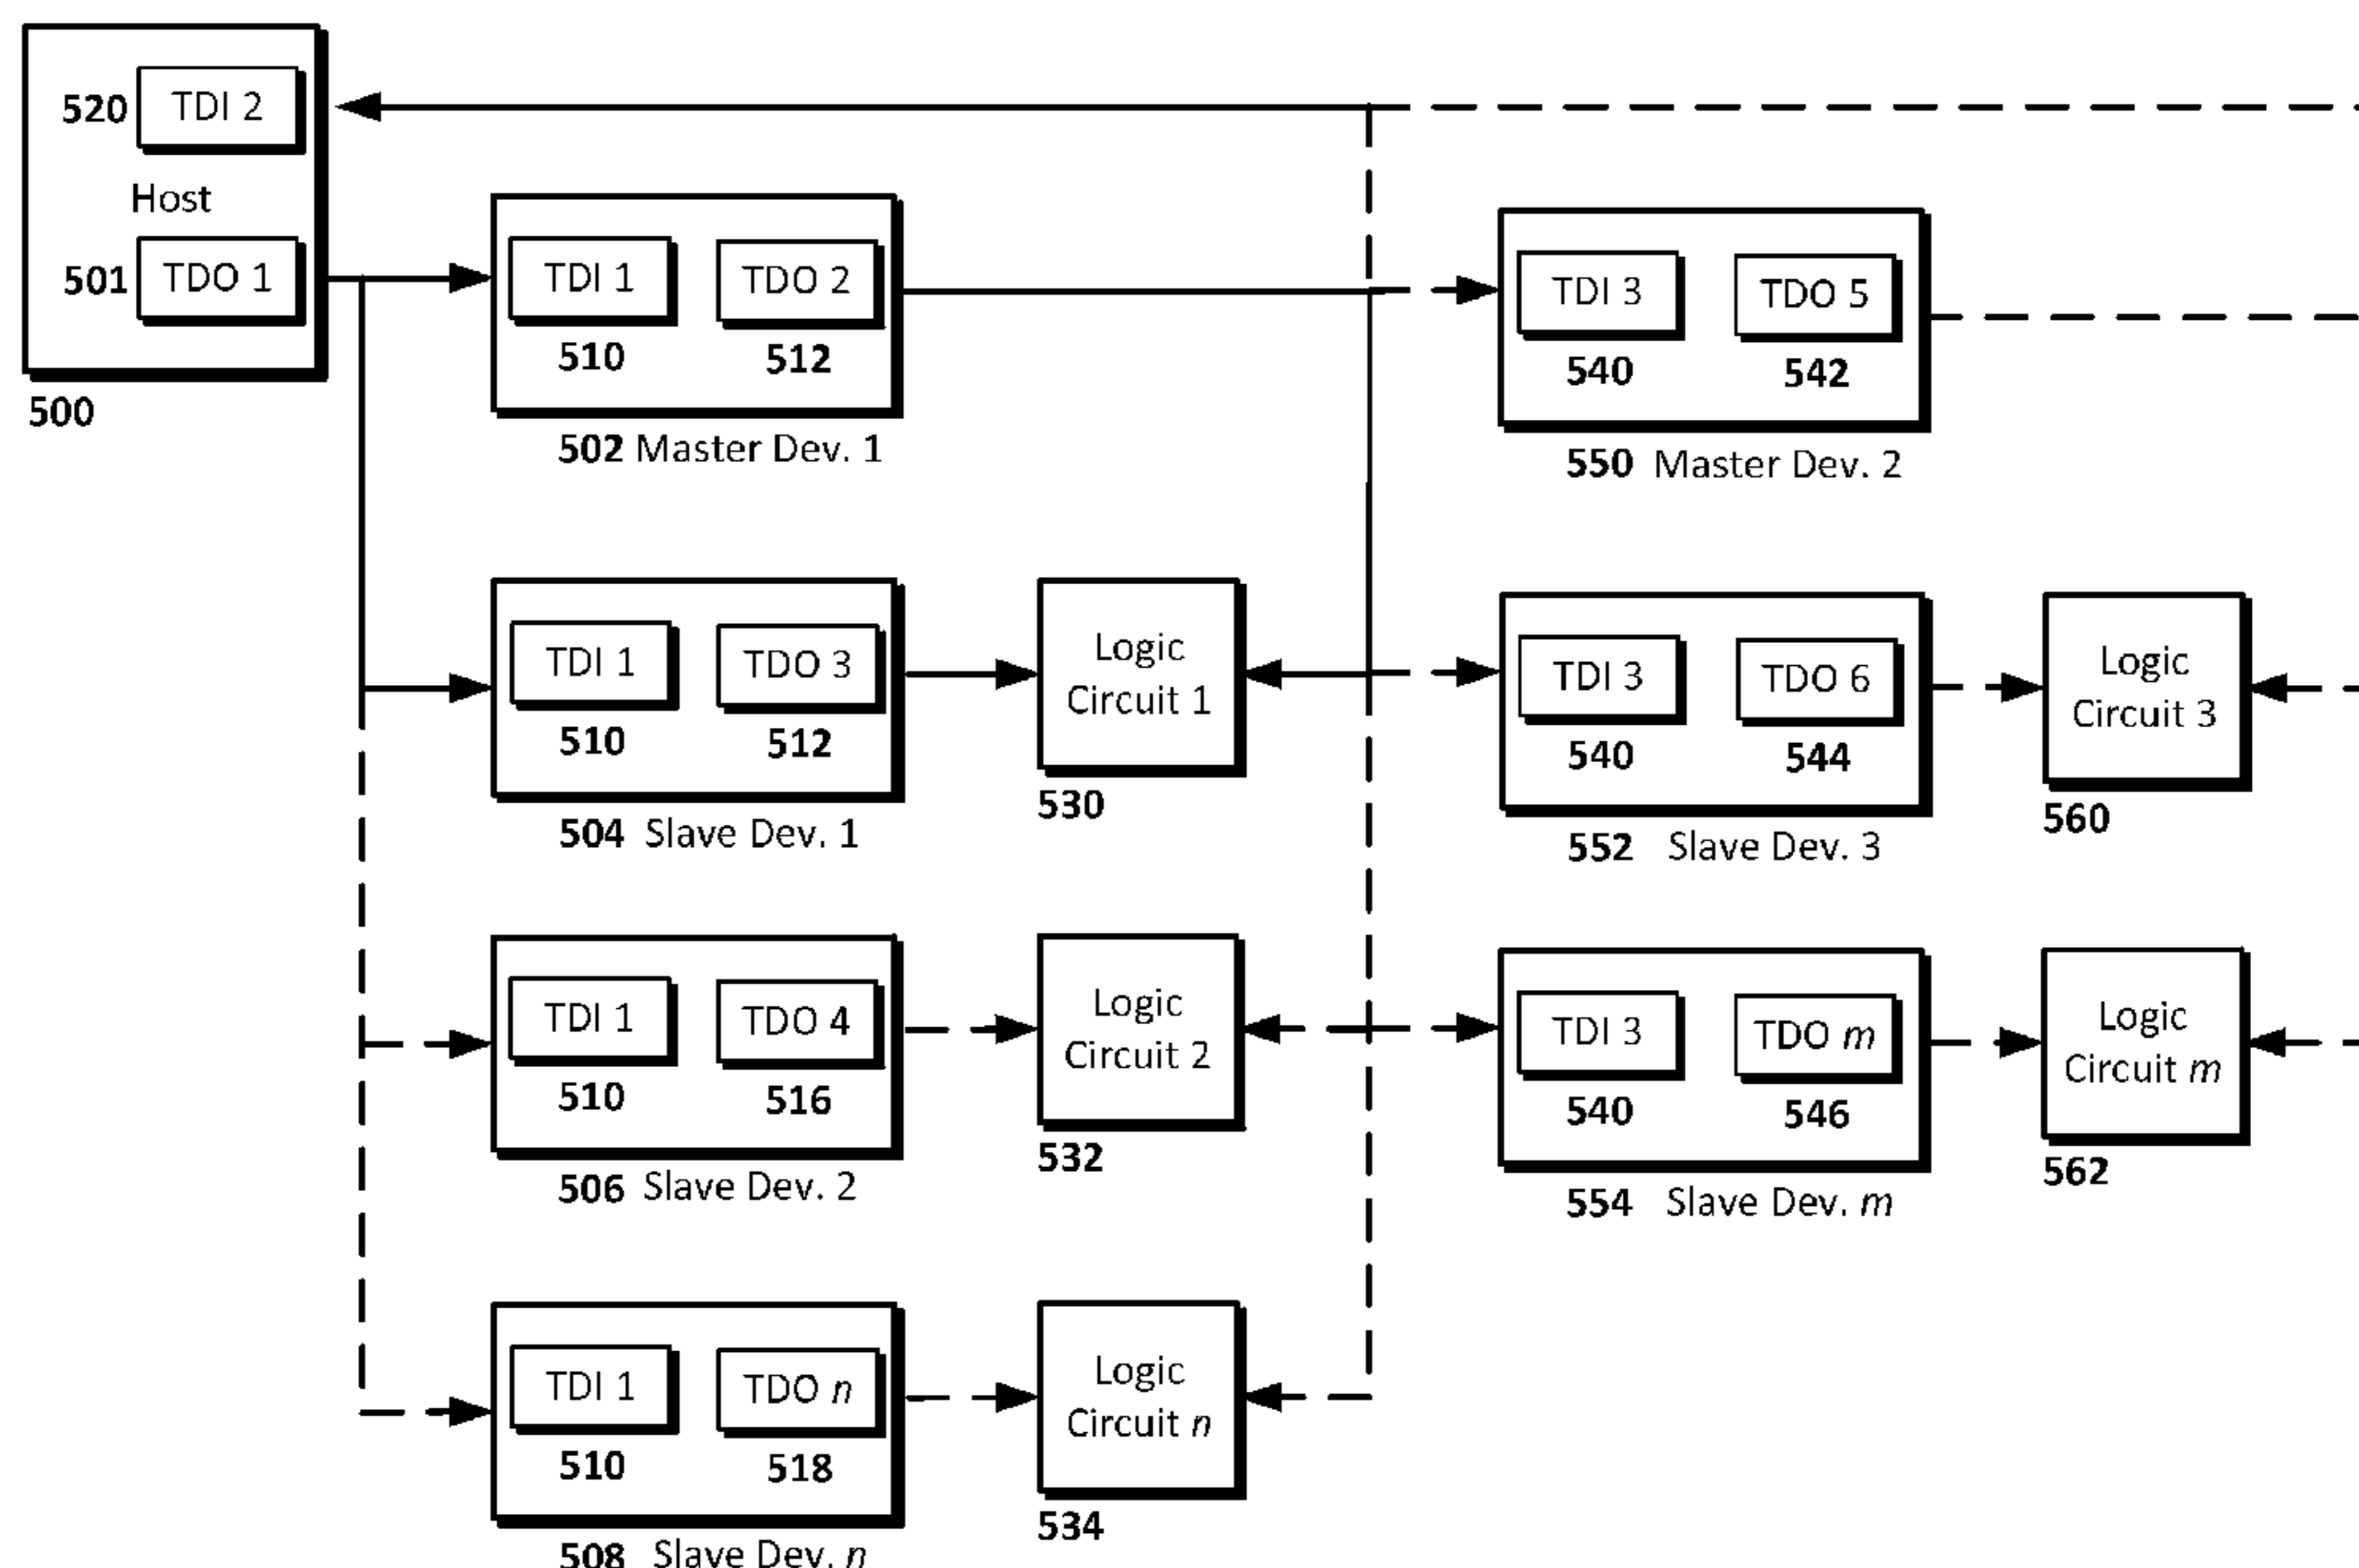 520 TDI 2
Host
501 TDO 1
500
TDI 1 TDO 2
510 512
502 Master Dev. 1
TDI 3 TDO 5
540 542
550 Master Dev. 2
TDI 1 TDO 3
510 512
504 Slave Dev. 1
Logic
Circuit 1
530
TDI 3 TDO 6
540 544
552 Slave Dev. 3
Logic
Circuit 3
560
TDI 1 TDO 4
510 516
506 Slave Dev. 2
Logic
Circuit 2
532
TDI 3 TDO m
540 546
554 Slave Dev. m
Logic
Circuit m
562
TDI 1 TDO n
510 518
508 Slave Dev. n
Logic
Circuit n
534